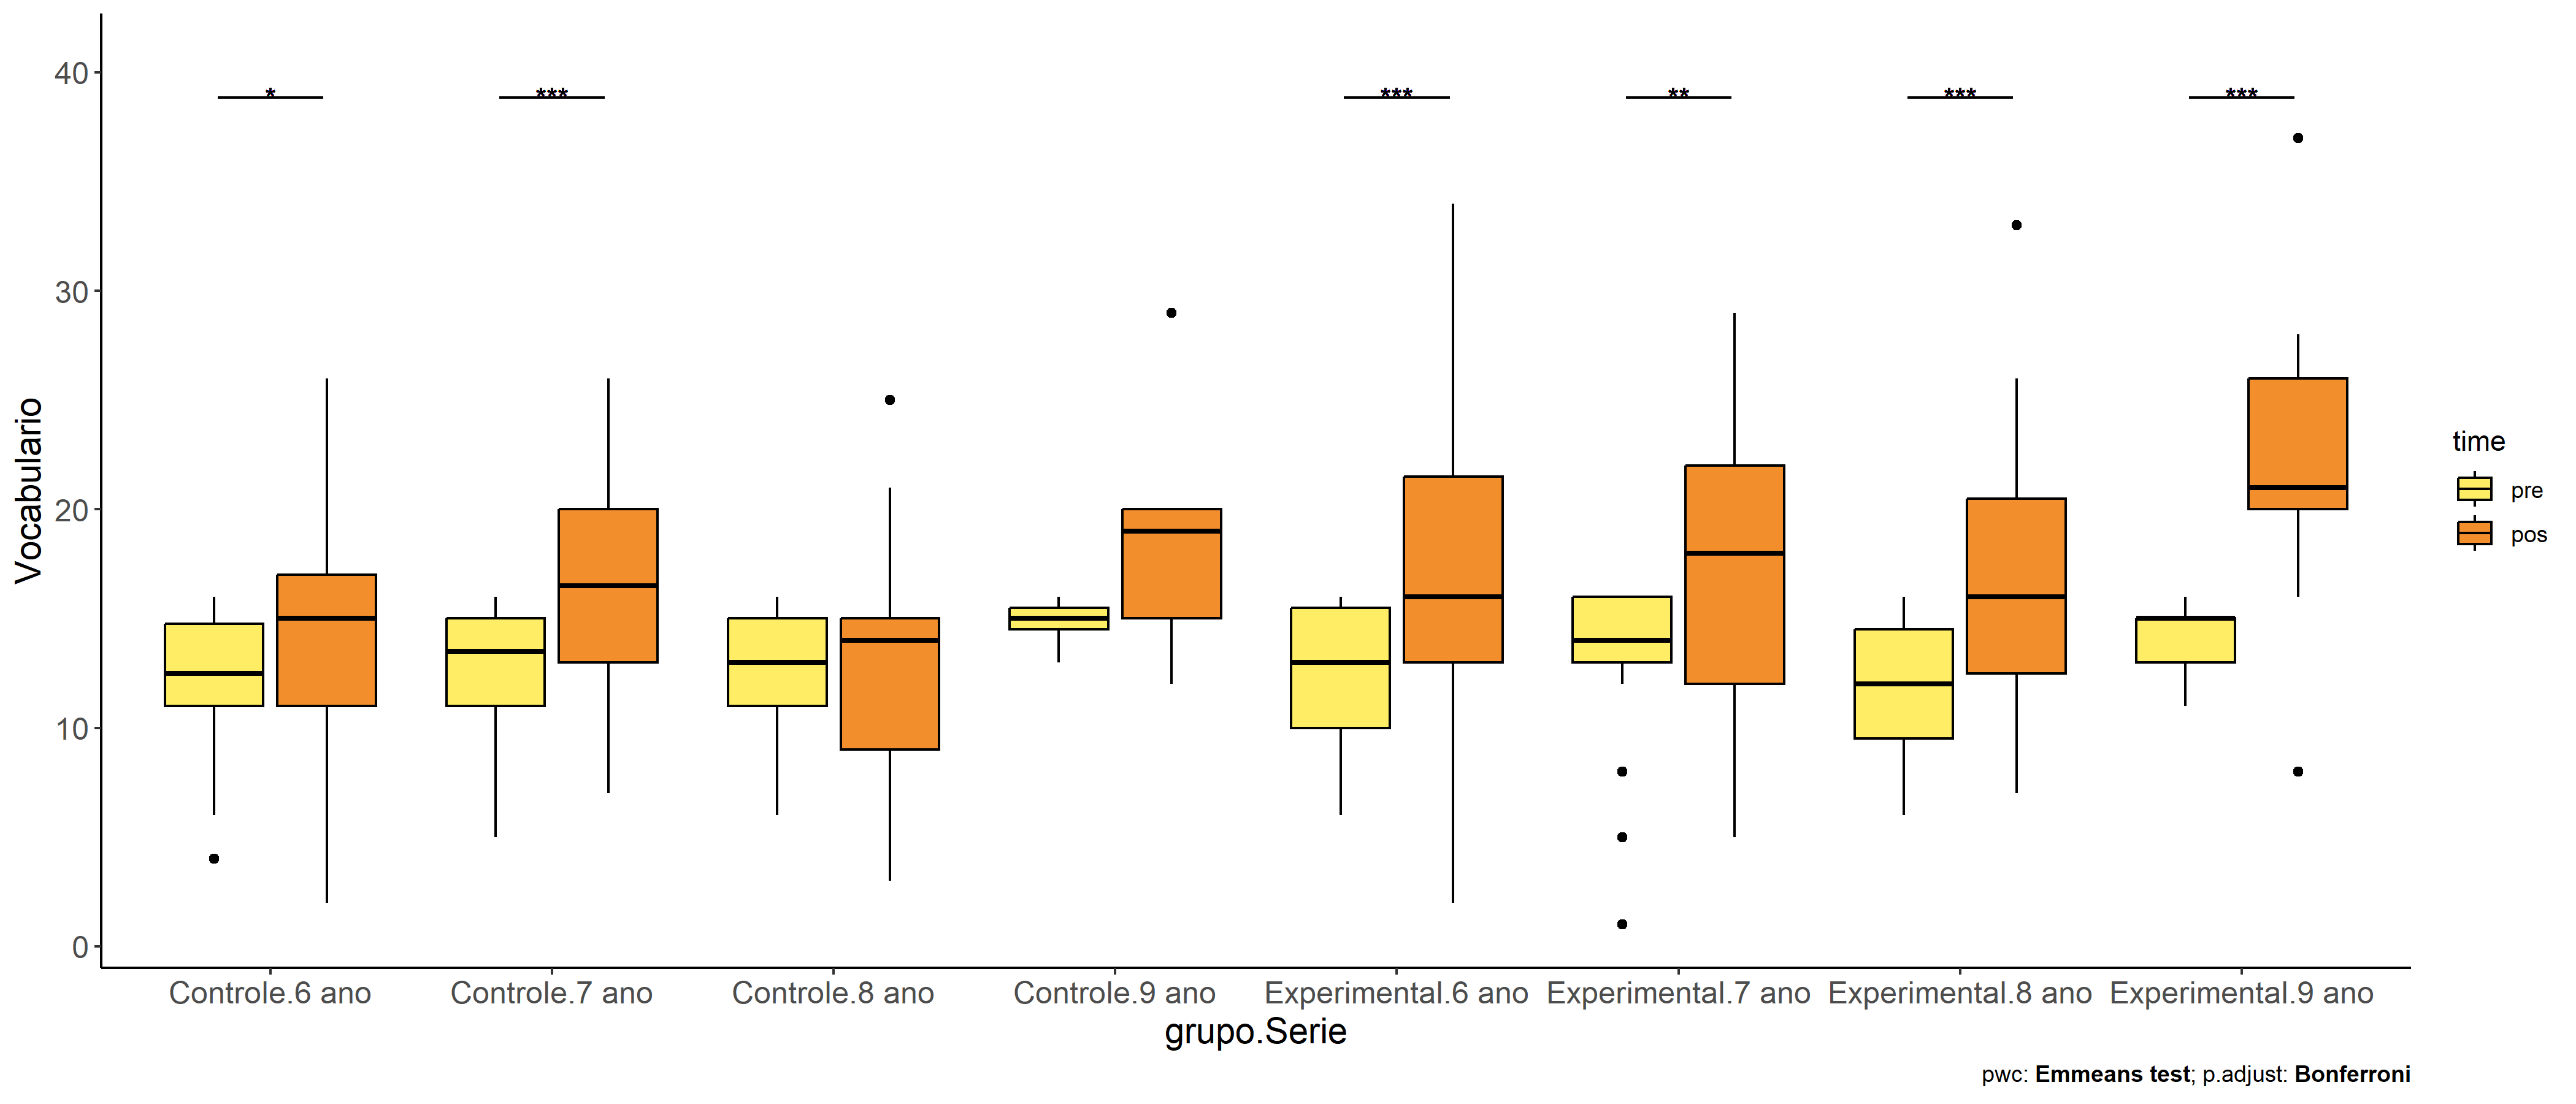 40
30
20
10
0
Vocabulario
* *** *** ** *** ***
Controle.6 ano Controle.7 ano Controle.8 ano Controle.9 ano Experimental.6 ano Experimental.7 ano Experimental.8 ano Experimental.9 ano
grupo.Serie
time
pre
pos
pwc: Emmeans test; p.adjust: Bonferroni